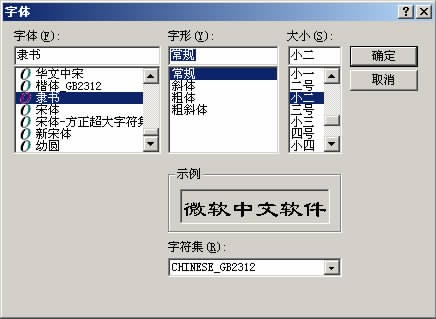 字体
字体(F):
字形(Y):
大小(S):
隶书
常规
小二
确定
取消
华文中宋
楷体_GB2312
隶书
宋体
宋体-方正超大字符集
新宋体
幼圆
常规
斜体
粗体
粗斜体
小一
二号
小二
三号
小三
四号
小四
示例
微软中文软件
字符集(R):
CHINESE_GB2312